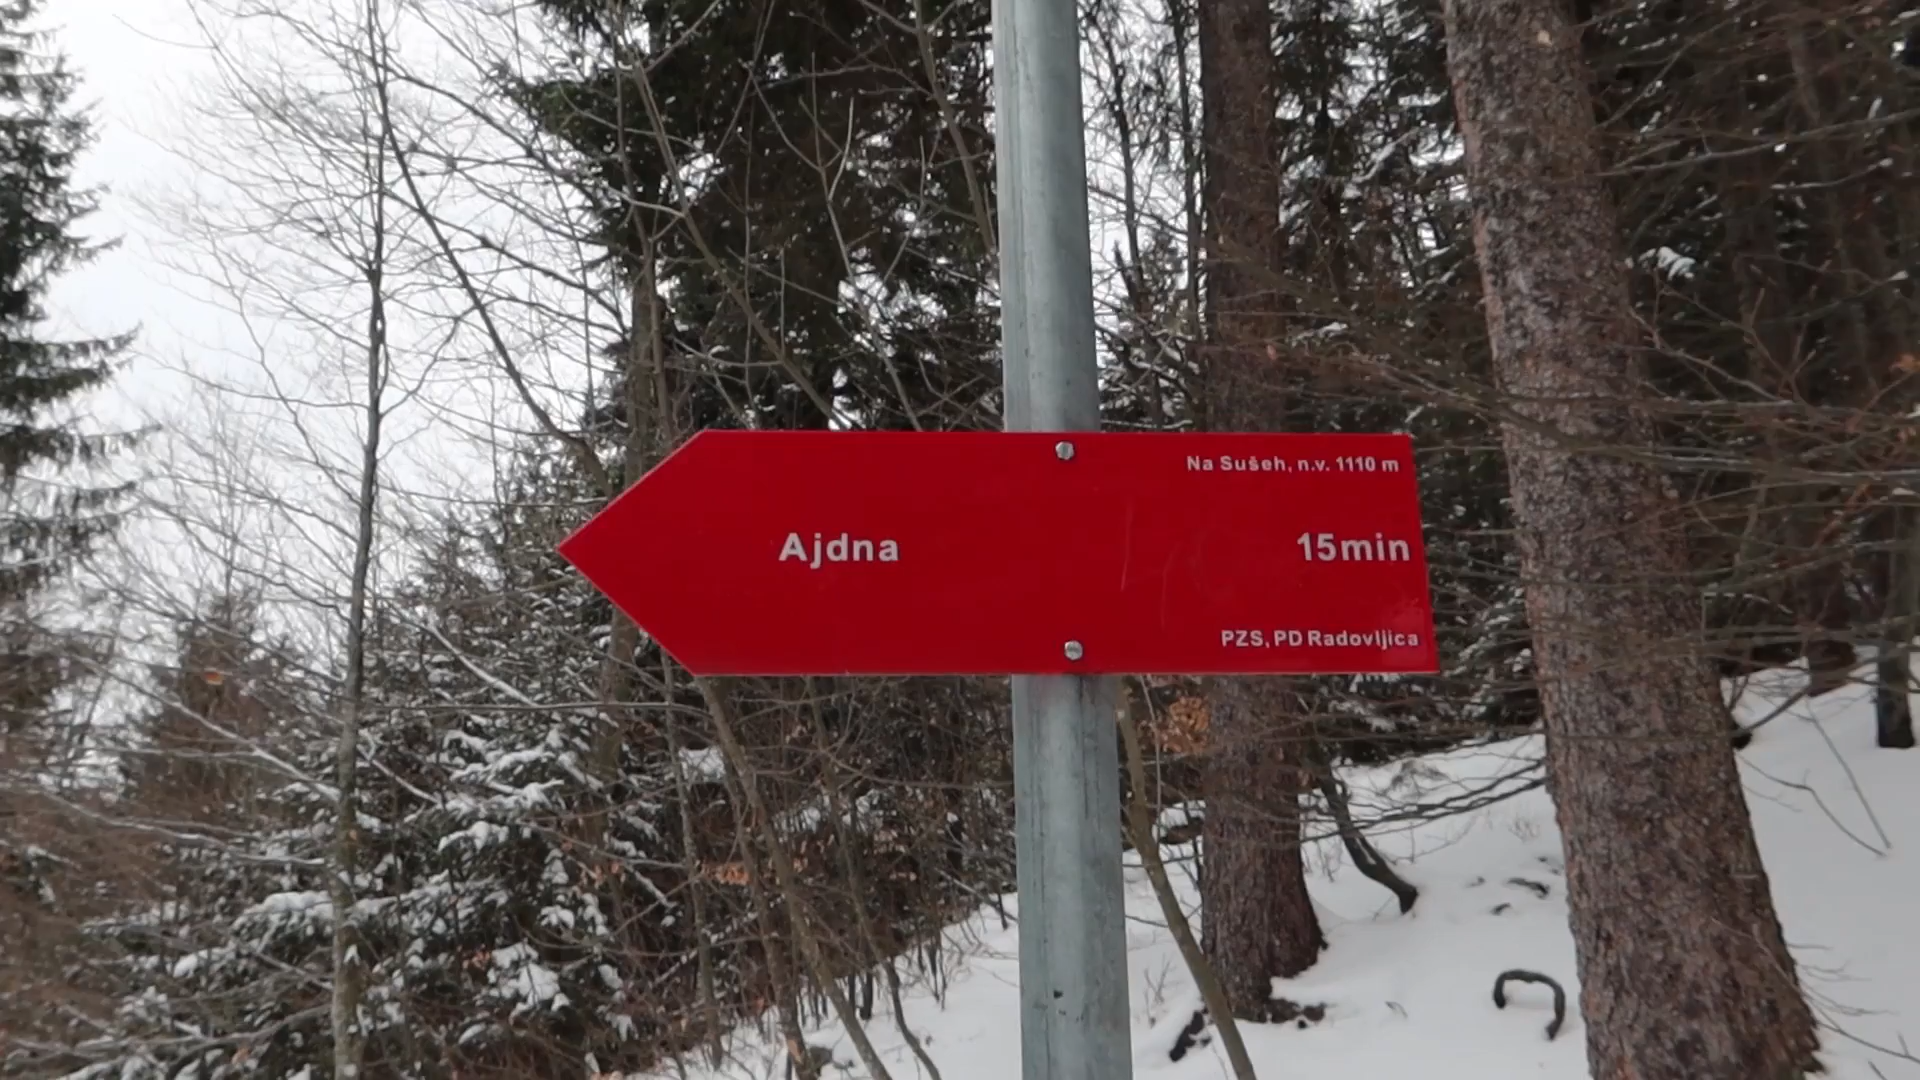 Na Sušeh, n.v. 1110 m
Ajdna 15min
PZS, PD Radovljica